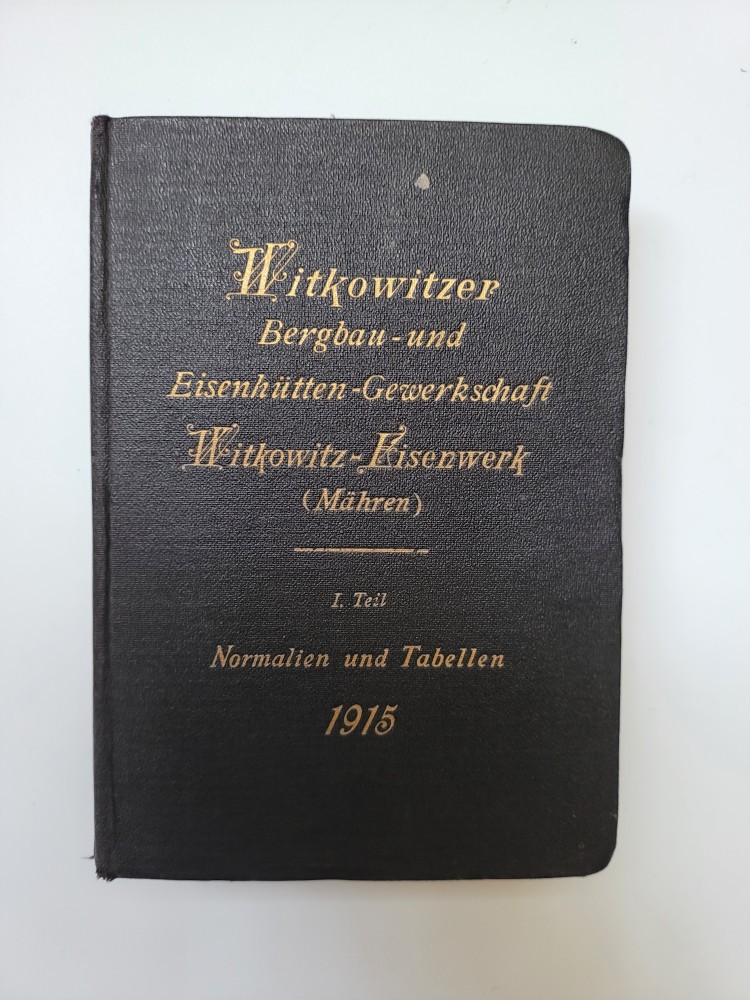 Witkowitzer
Bergbau-und
Eisenhütten-Gewerkschaft
Witkowitz-Eisenwerk
(Mähren)
I. Teil
Normalien und Tabellen
1915